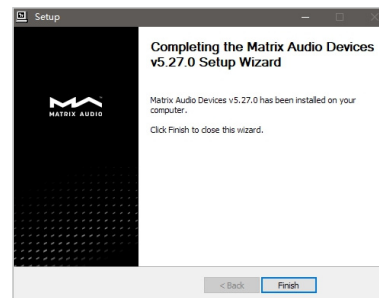 Setup
Completing the Matrix Audio Devices
v5.27.0 Setup Wizard
MATRIX AUDIO
Matrix Audio Devices v5.27.0 has been installed on your
computer.
Click Finish to close this wizard.
< Back
Finish